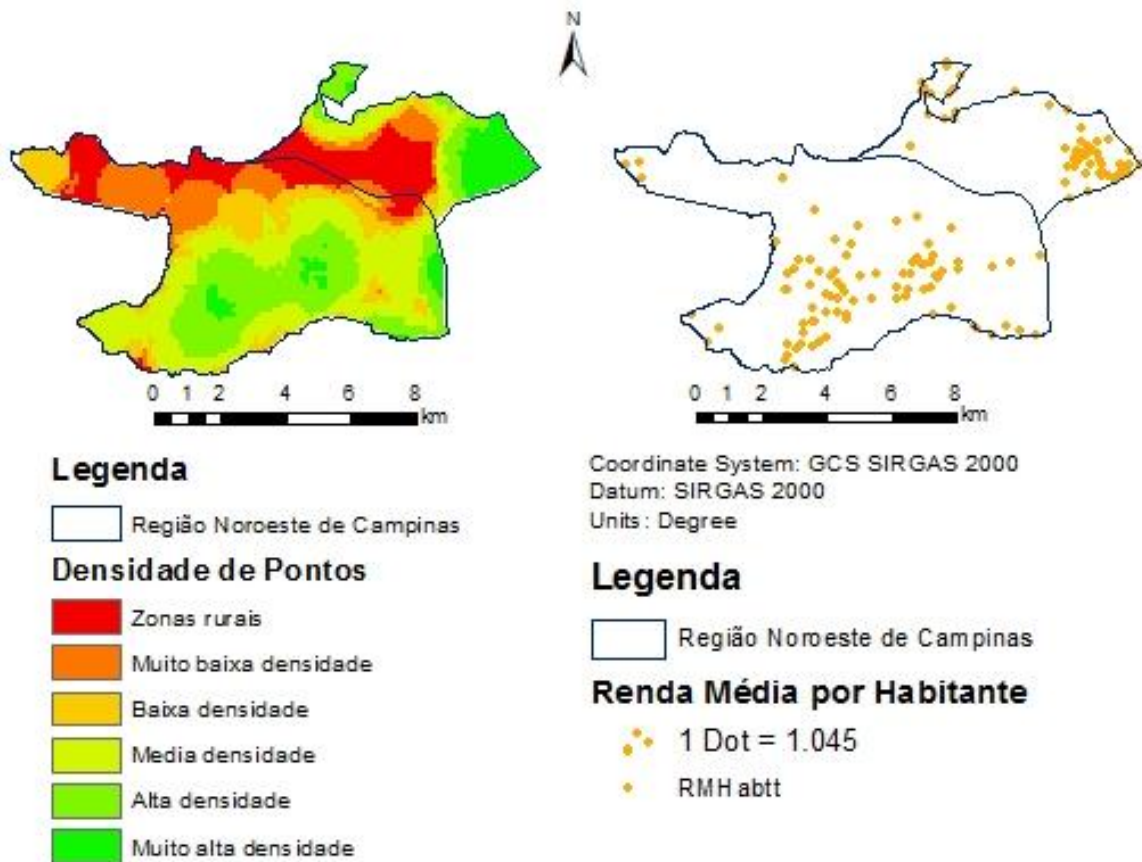 N
0 1 2 4 6 8
km
0 1 2 4 6 8
km
Legenda
Região Noroeste de Campinas
Densidade de Pontos
Zonas rurais
Muito baixa densidade
Baixa densidade
Media densidade
Alta densidade
Muito alta densidade
Coordinate System: GCS SIRGAS 2000
Datum: SIRGAS 2000
Units: Degree
Legenda
Região Noroeste de Campinas
Renda Média por Habitante
1 Dot = 1.045
RMHabtt